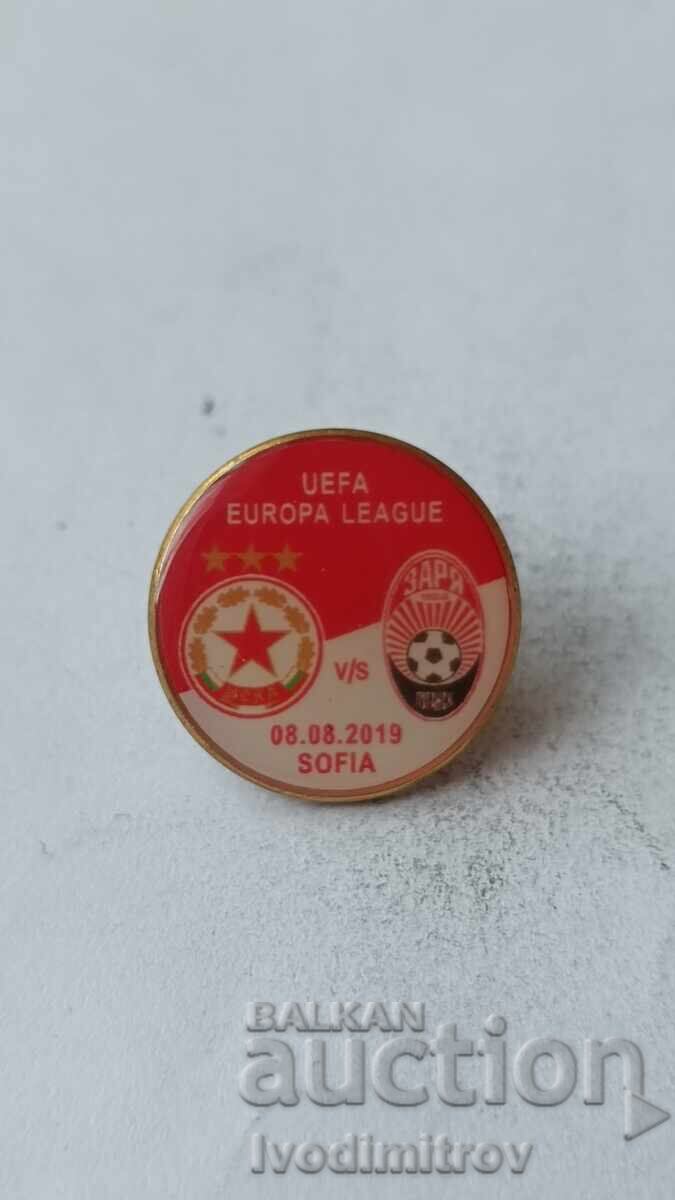 UEFA
EUROPA LEAGUE
ЗАРЯ
V/S
08.08.2019
SOFIA
BALKAN
auction
Ivodimitrov